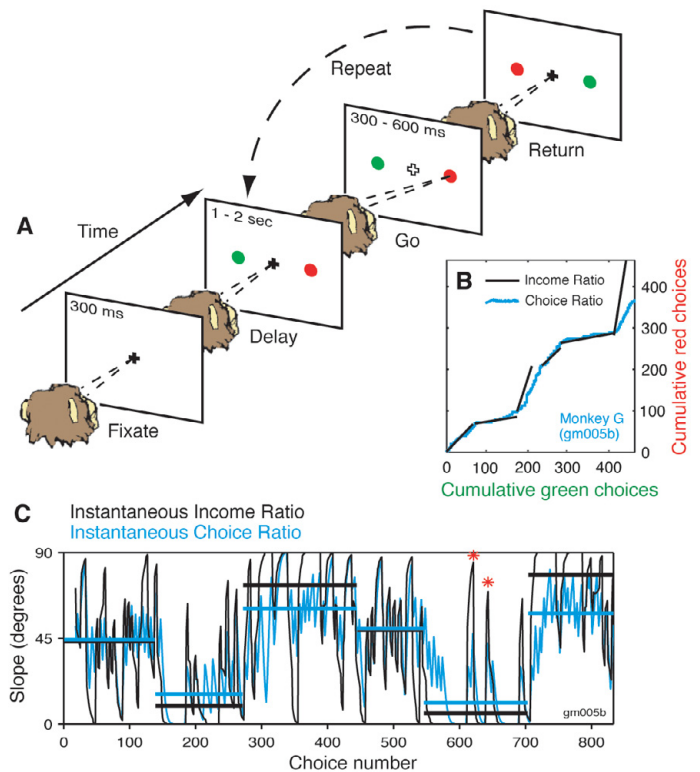 Repeat
Return
300 - 600 ms
Go
A
Time
1 - 2 sec
Delay
300 ms
Fixate
B
Income Ratio
Choice Ratio
400
300
200
100
0
Cumulative red choices
Monkey G
(gm005b)
0 100 200 300 400
Cumulative green choices
C
Instantaneous Income Ratio
Instantaneous Choice Ratio
90
45
0
Slope (degrees)
* *
gm005b
0 100 200 300 400 500 600 700 800
Choice number